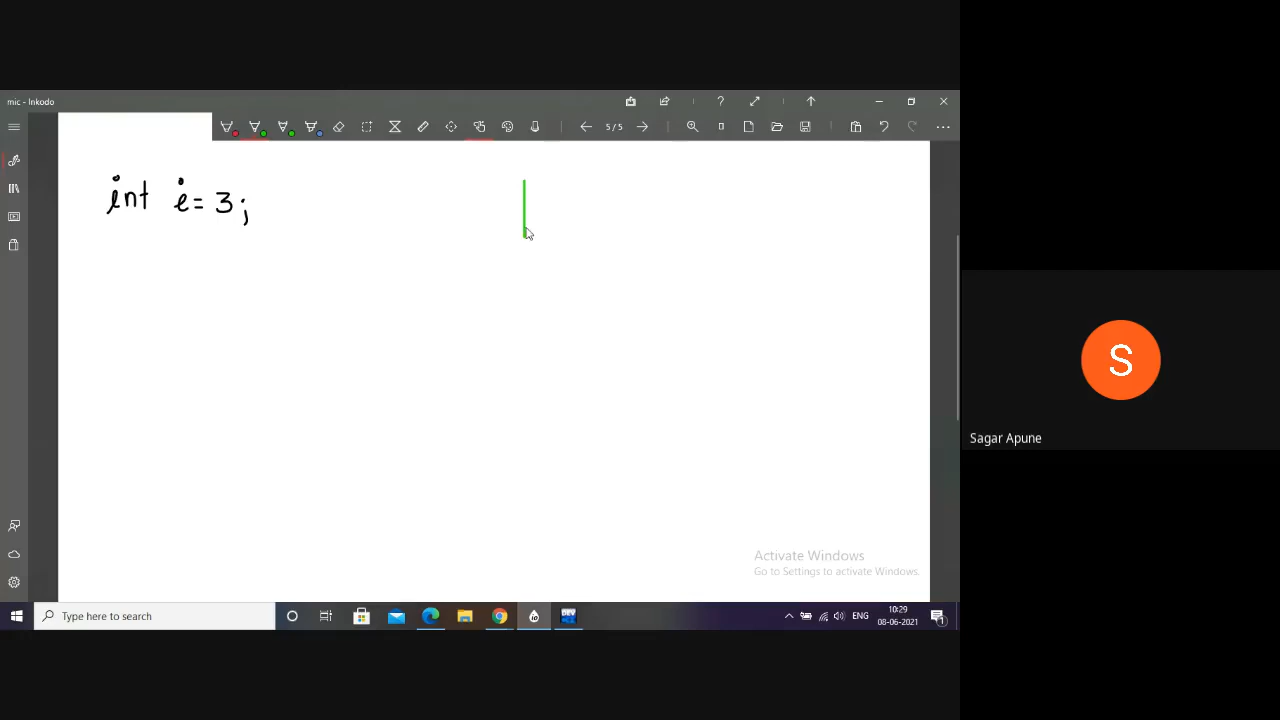 mic - Inkodo
5 / 5
int i = 3 ;
S
Sagar Apune
Activate Windows
Go to Settings to activate Windows.
Type here to search
ENG
10:29
08-06-2021
1